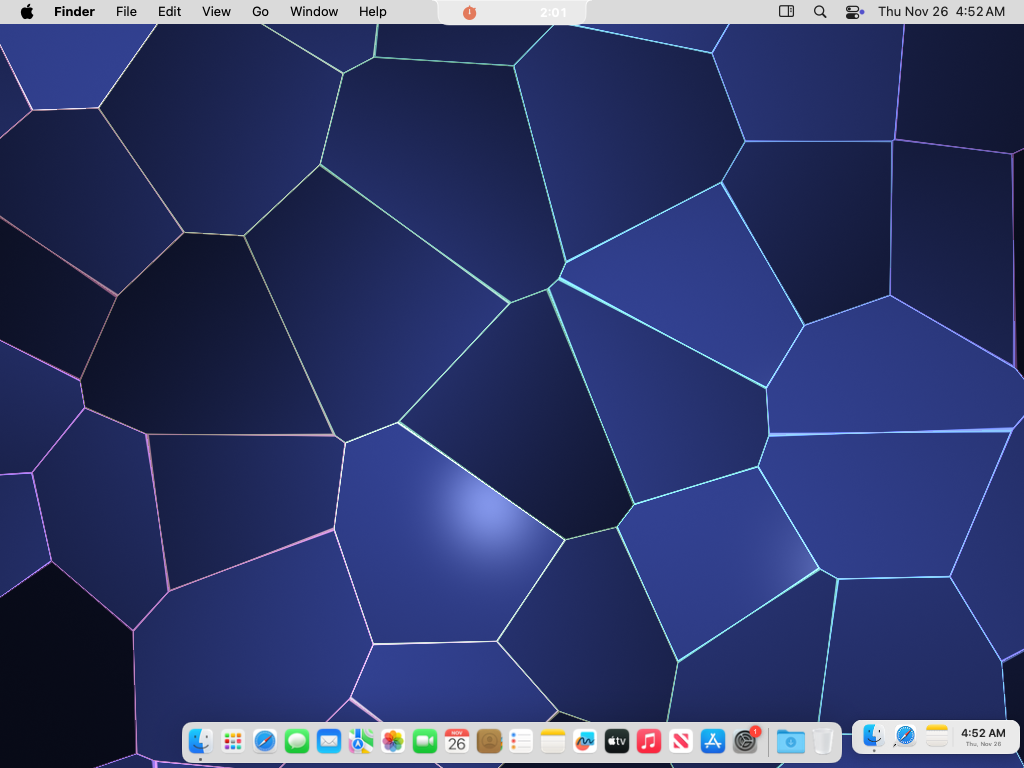 Finder File Edit View Go Window Help 2:01 Thu Nov 26 4:52 AM
NOV
26
tv
1
4:52 AM
Thu, Nov 26